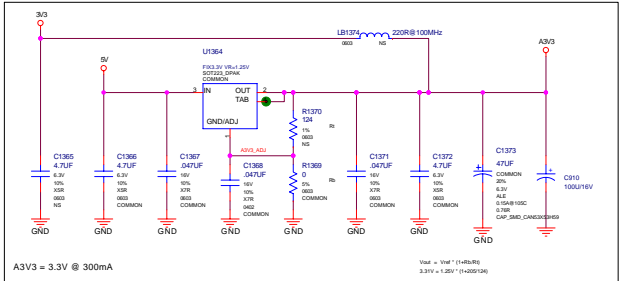 3V3
LB1374 220R@100MHz
0603 NS
A3V3
U1364
5V
FIX3.3V VR=1.25V
SOT223_DPAK
COMMON
3 IN OUT 2
TAB
GND/ADJ
1
R1370
124
1%
0603
NS
Rt
A3V3_ADJ
C1365
4.7UF
6.3V
10%
X5R
0603
NS
C1366
4.7UF
6.3V
10%
X5R
0603
COMMON
C1367
.047UF
16V
10%
X7R
0603
COMMON
C1368
.047UF
16V
10%
X7R
0402
COMMON
R1369
0
5%
0603
COMMON
Rb
C1371
.047UF
16V
10%
X7R
0603
COMMON
C1372
4.7UF
6.3V
10%
X5R
0603
COMMON
C1373
47UF
COMMON
20%
6.3V
ALE
0.15A@105C
0.76R
CAP_SMD_CAN53X53H59
C910
100U/16V
GND
GND
GND
GND
GND
GND
GND
GND
GND
A3V3 = 3.3V @ 300mA
Vout = Vref * (1+Rb/Rt)
3.31V = 1.25V * (1+205/124)